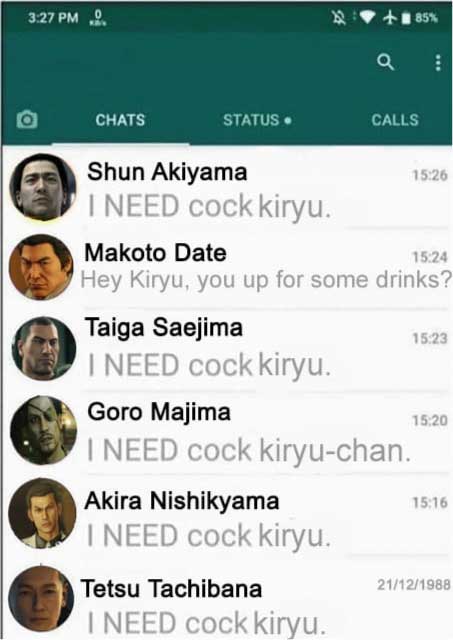 3:27 PM 0 KB/s 85%
CHATS STATUS CALLS
Shun Akiyama 15:26
I NEED cock kiryu.
Makoto Date 15:24
Hey Kiryu, you up for some drinks?
Taiga Saejima 15:23
I NEED cock kiryu.
Goro Majima 15:20
I NEED cock kiryu-chan.
Akira Nishikyama 15:16
I NEED cock kiryu.
Tetsu Tachibana 21/12/1988
I NEED cock kiryu.